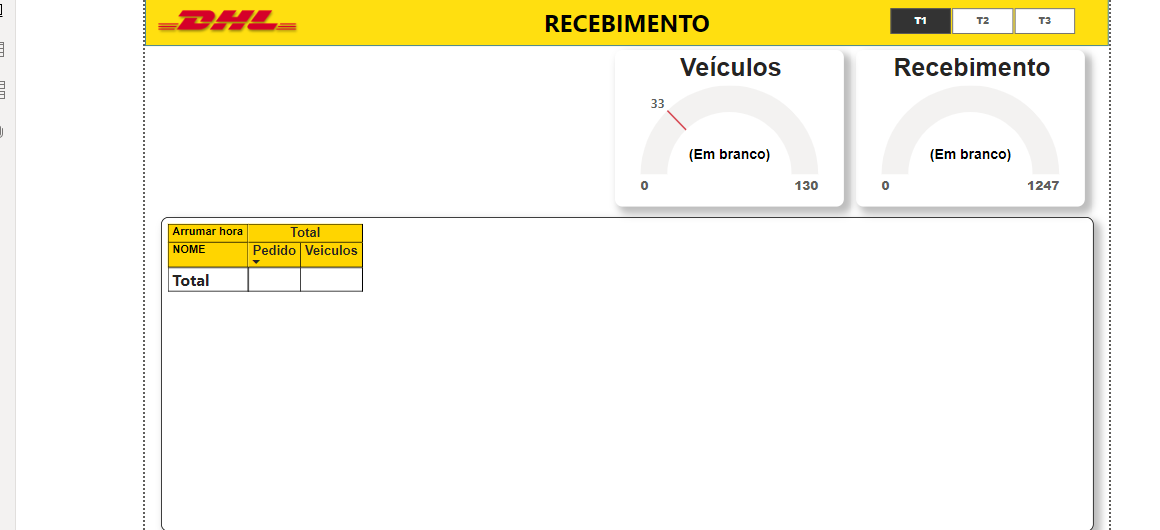 DHL RECEBIMENTO T1 T2 T3
Veículos
33
(Em branco)
0 130
Recebimento
(Em branco)
0 1247
Arrumar hora Total
NOME Pedido Veiculos
Total